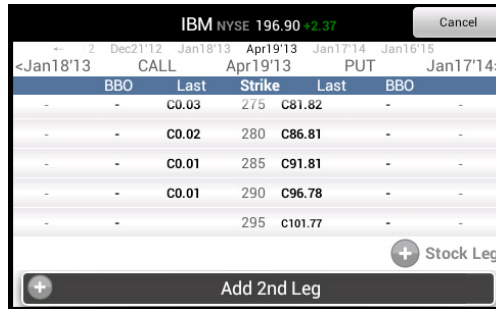 IBM NYSE 196.90 +2.37 Cancel
← 2 Dec21'12 Jan18'13 Apr19'13 Jan17'14 Jan16'15
<Jan18'13 CALL Apr19'13 PUT Jan17'14>
BBO Last Strike Last BBO
- - C0.03 275 C81.82 - -
- - C0.02 280 C86.81 - -
- - C0.01 285 C91.81 - -
- - C0.01 290 C96.78 - -
- - 295 C101.77 - -
+ Stock Leg
+ Add 2nd Leg